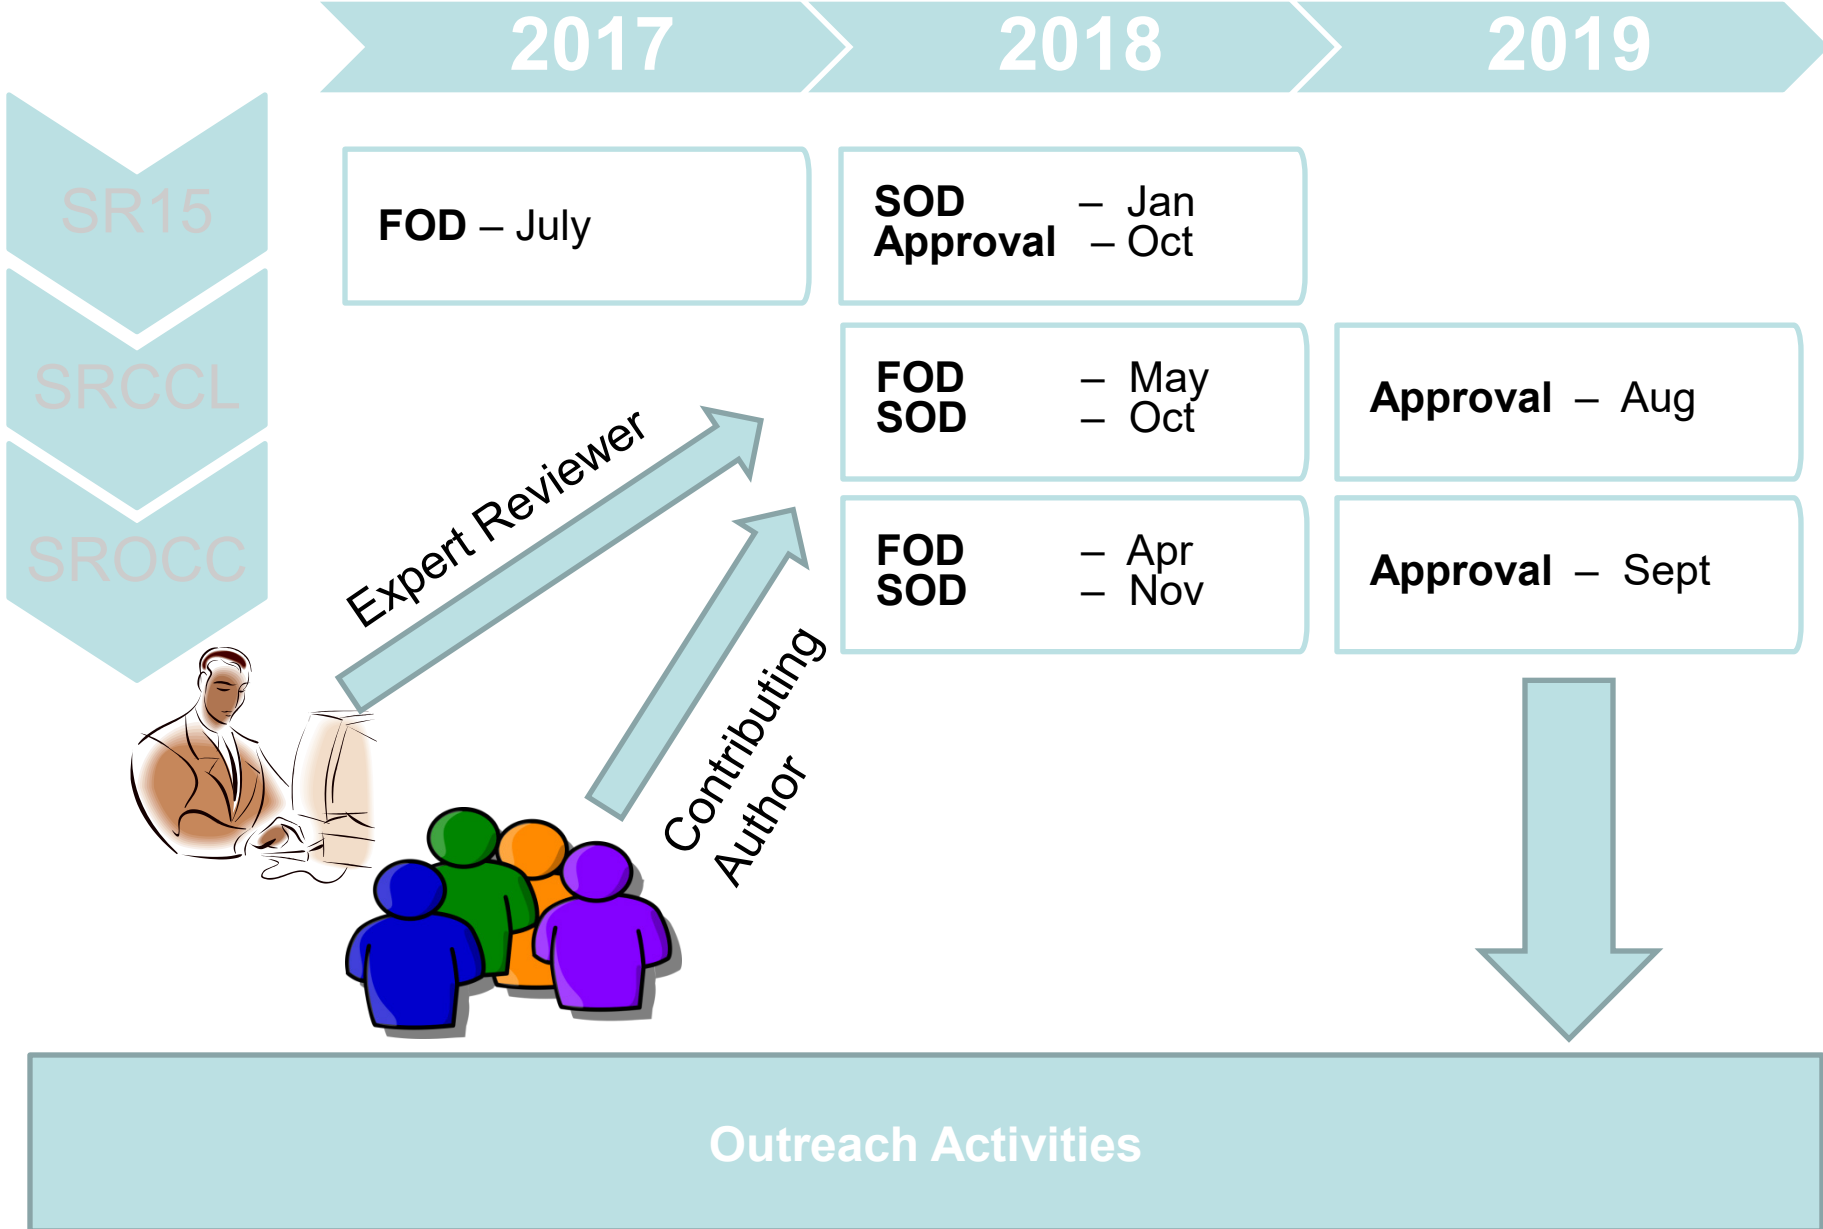 2017 2018 2019
SR15
FOD – July
SOD – Jan
Approval – Oct
SRCCL
FOD – May
SOD – Oct
Approval – Aug
SROCC
FOD – Apr
SOD – Nov
Approval – Sept
Expert Reviewer
Contributing
Author
Outreach Activities